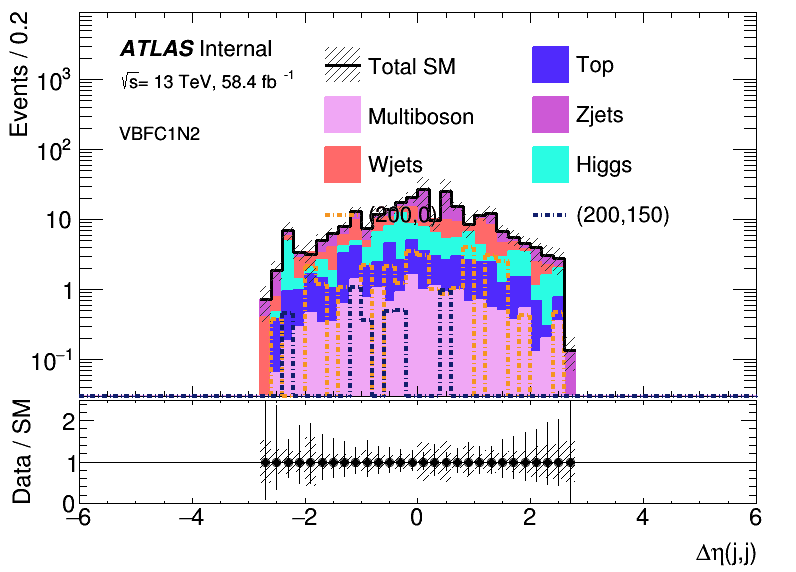 ATLAS Internal
√s= 13 TeV, 58.4 fb -1
VBFC1N2
Total SM
Top
Multiboson
Zjets
Wjets
Higgs
(200,0)
(200,150)
Events / 0.2
10³
10²
10
1
10⁻¹
Data / SM
2
1
0
−6 −4 −2 0 2 4 6
Δη(j,j)